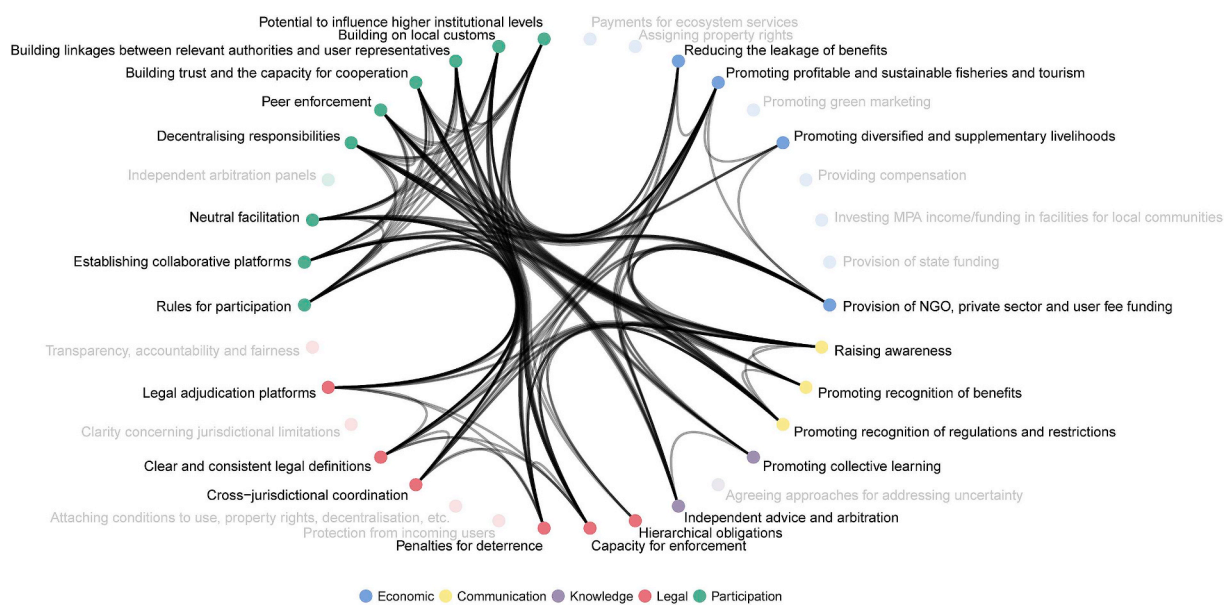 Potential to influence higher institutional levels
Payments for ecosystem services
Building on local customs
Assigning property rights
Building linkages between relevant authorities and user representatives
Reducing the leakage of benefits
Building trust and the capacity for cooperation
Promoting profitable and sustainable fisheries and tourism
Peer enforcement
Promoting green marketing
Decentralising responsibilities
Promoting diversified and supplementary livelihoods
Independent arbitration panels
Providing compensation
Neutral facilitation
Investing MPA income/funding in facilities for local communities
Establishing collaborative platforms
Provision of state funding
Rules for participation
Provision of NGO, private sector and user fee funding
Transparency, accountability and fairness
Raising awareness
Legal adjudication platforms
Promoting recognition of benefits
Clarity concerning jurisdictional limitations
Promoting recognition of regulations and restrictions
Clear and consistent legal definitions
Promoting collective learning
Cross−jurisdictional coordination
Agreeing approaches for addressing uncertainty
Attaching conditions to use, property rights, decentralisation, etc.
Independent advice and arbitration
Protection from incoming users
Hierarchical obligations
Penalties for deterrence
Capacity for enforcement
Economic Communication Knowledge Legal Participation